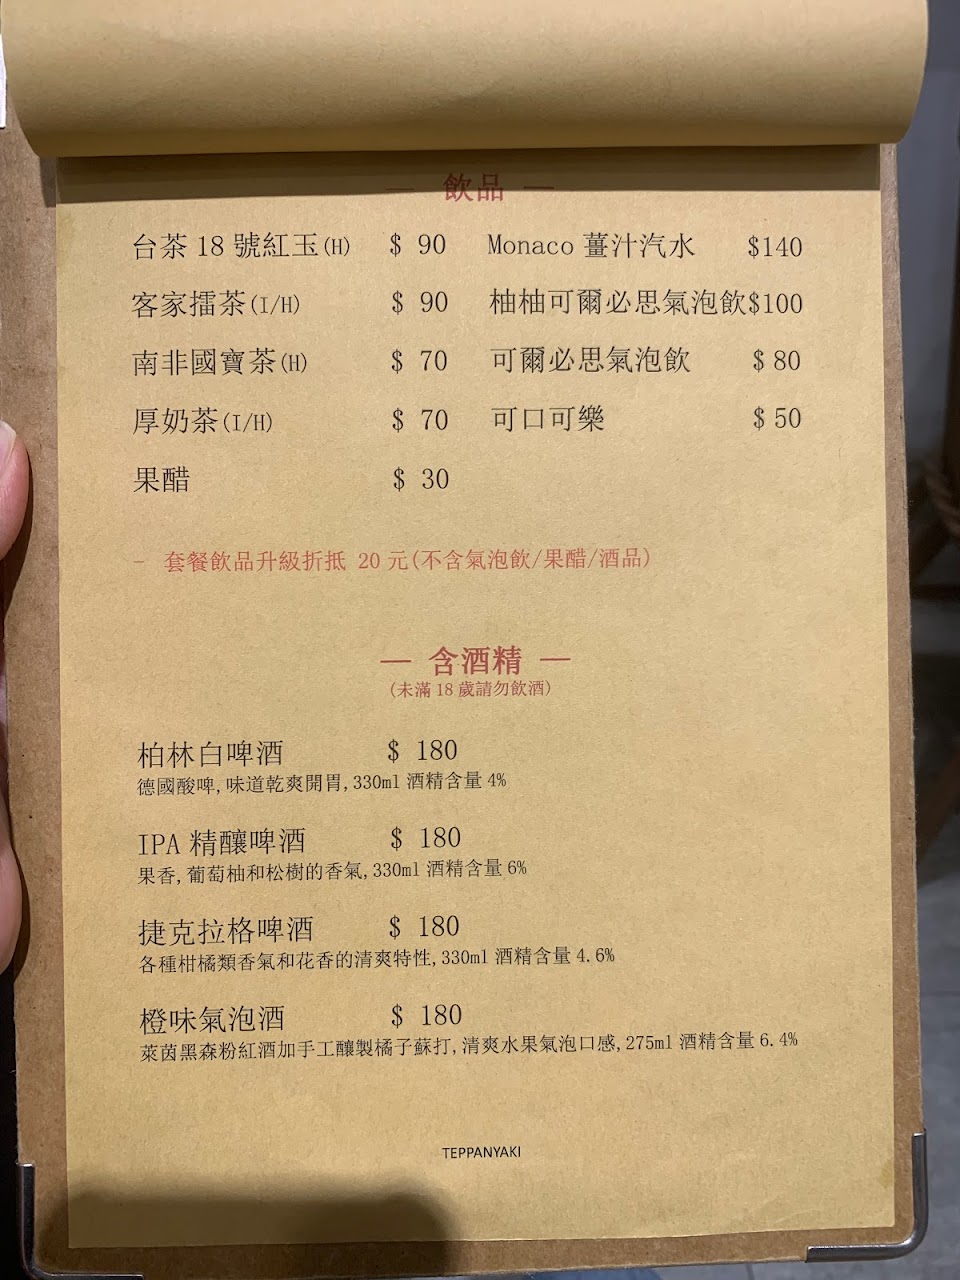 — 飲品 —
台茶 18 號紅玉(H) $ 90 Monaco 薑汁汽水 $140
客家擂茶(I/H) $ 90 柚柚可爾必思氣泡飲$100
南非國寶茶(H) $ 70 可爾必思氣泡飲 $ 80
厚奶茶(I/H) $ 70 可口可樂 $ 50
果醋 $ 30
- 套餐飲品升級折抵 20 元(不含氣泡飲/果醋/酒品)
— 含酒精 —
(未滿 18 歲請勿飲酒)
柏林白啤酒 $ 180
德國酸啤,味道乾爽開胃,330ml 酒精含量 4%
IPA 精釀啤酒 $ 180
果香,葡萄柚和松樹的香氣,330ml 酒精含量 6%
捷克拉格啤酒 $ 180
各種柑橘類香氣和花香的清爽特性,330ml 酒精含量 4.6%
橙味氣泡酒 $ 180
萊茵黑森粉紅酒加手工釀製橘子蘇打,清爽水果氣泡口感,275ml 酒精含量 6.4%
TEPPANYAKI